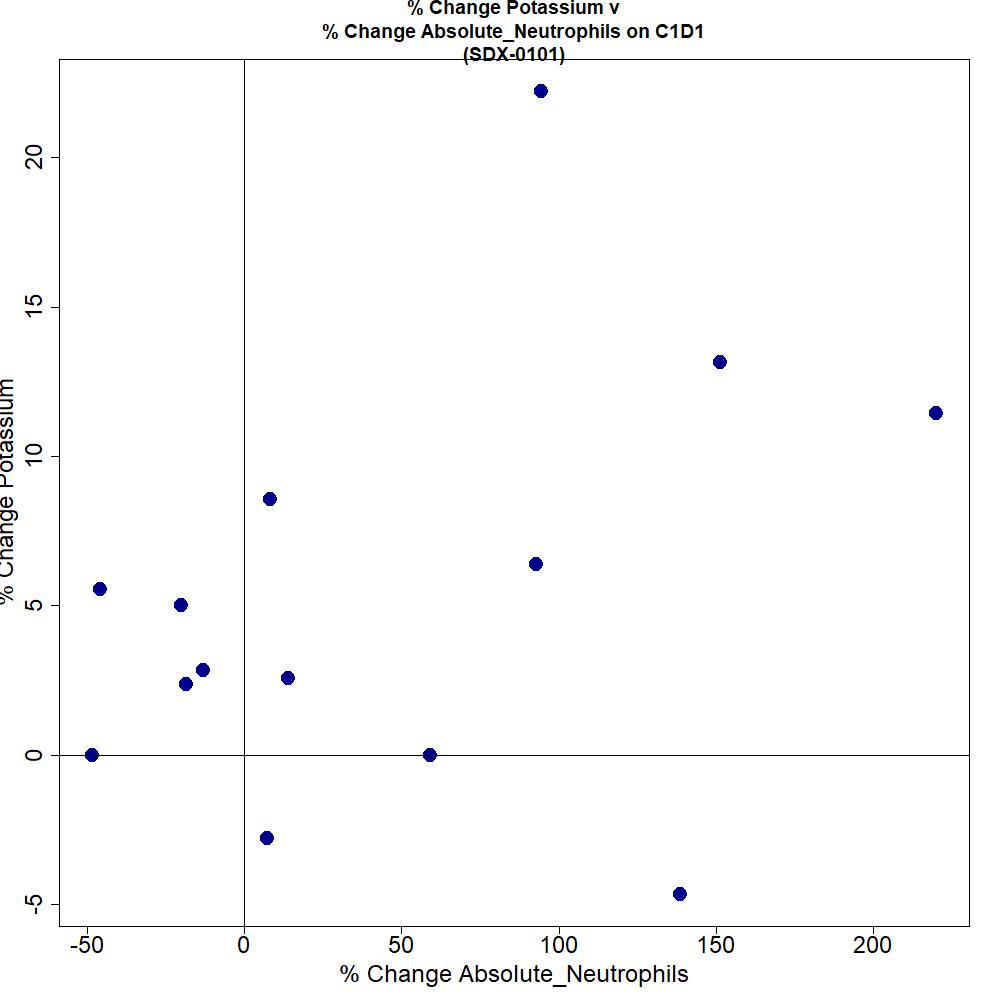 % Change Potassium v
% Change Absolute_Neutrophils on C1D1
(SDX-0101)
% Change Potassium
20
15
10
5
0
-5
-50
0
50
100
150
200
% Change Absolute_Neutrophils